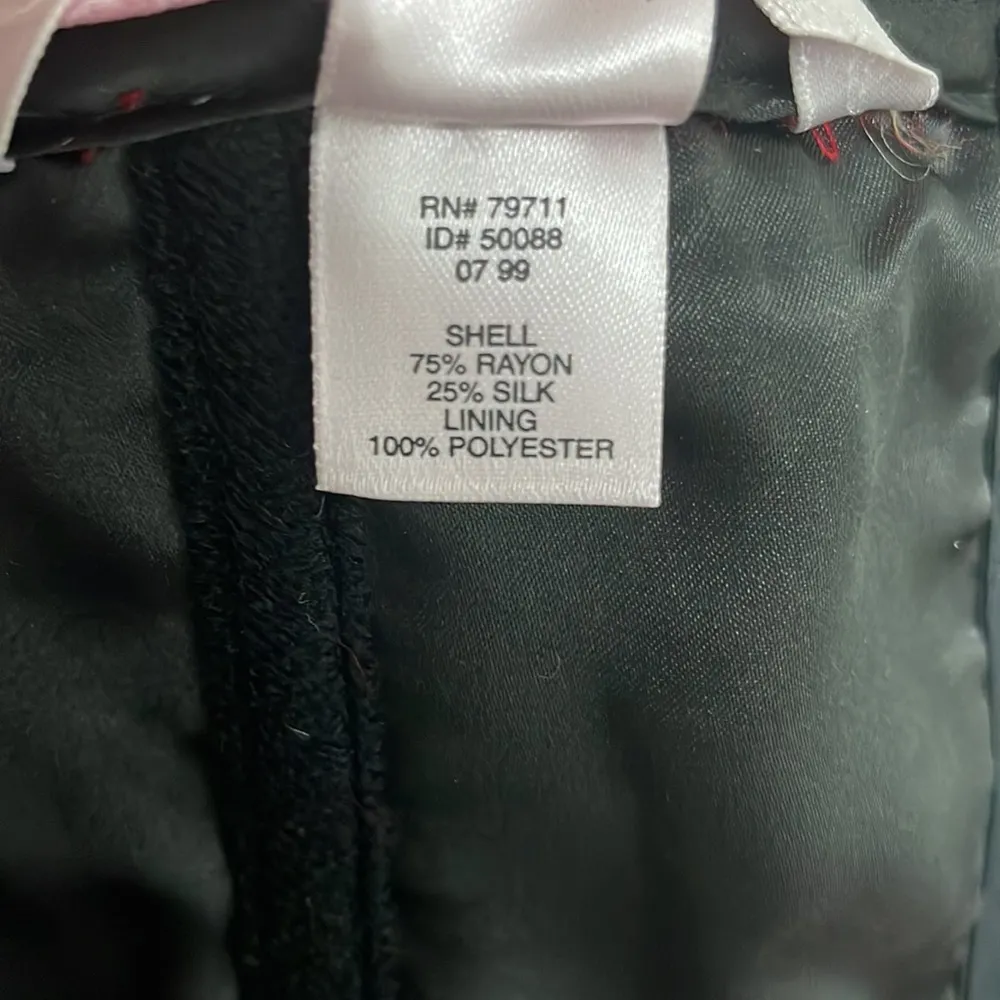 RN# 79711
ID# 50088
07 99
SHELL
75% RAYON
25% SILK
LINING
100% POLYESTER